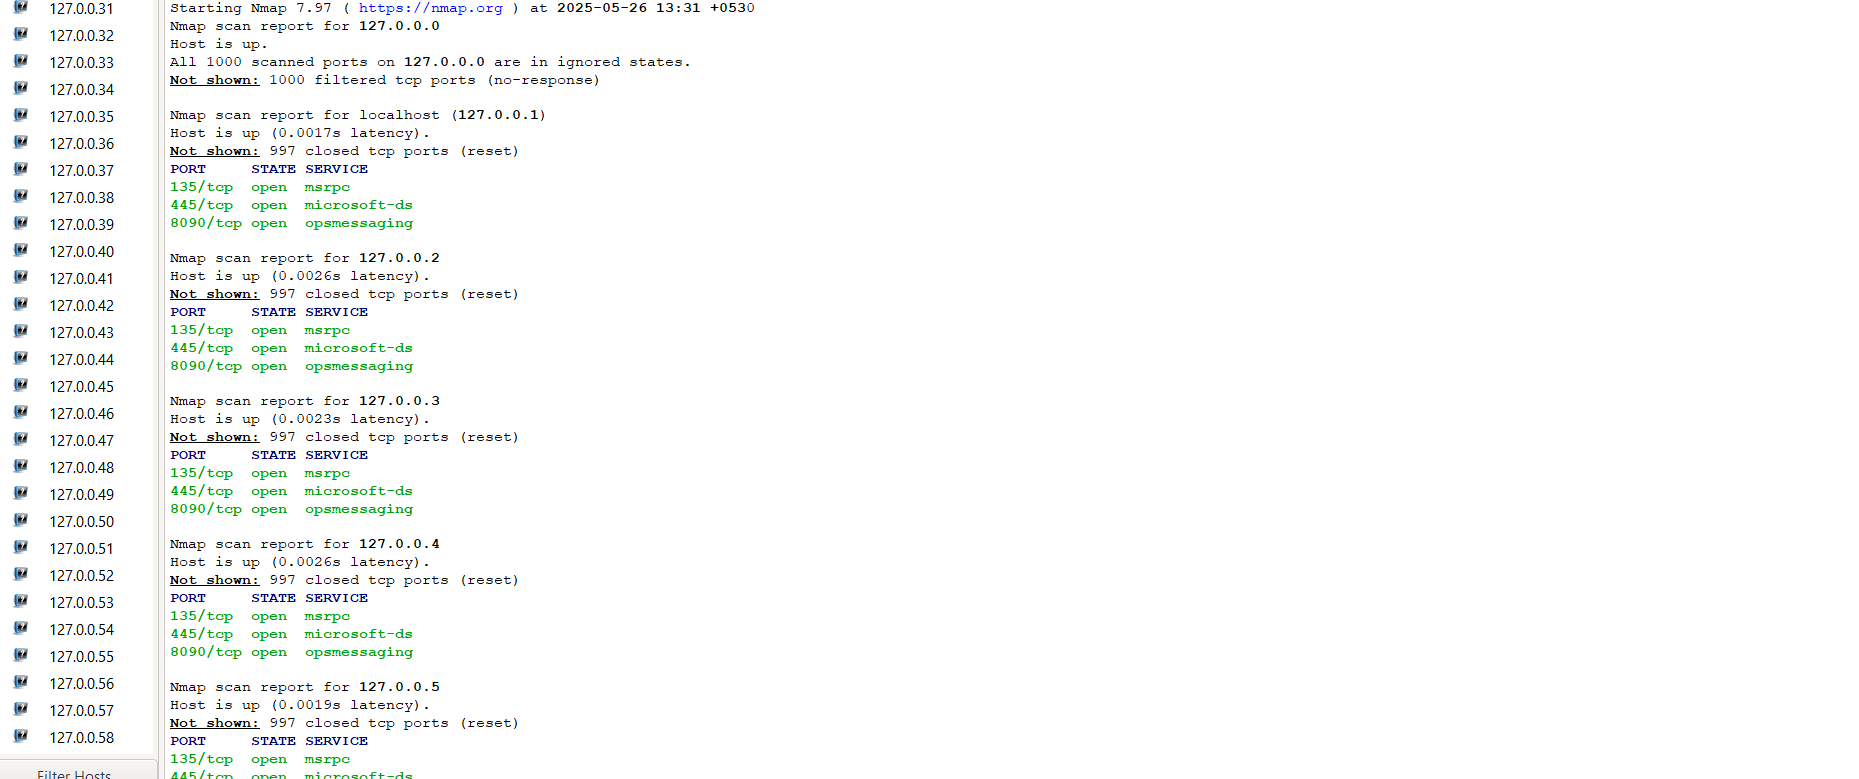 127.0.0.31
127.0.0.32
127.0.0.33
127.0.0.34
127.0.0.35
127.0.0.36
127.0.0.37
127.0.0.38
127.0.0.39
127.0.0.40
127.0.0.41
127.0.0.42
127.0.0.43
127.0.0.44
127.0.0.45
127.0.0.46
127.0.0.47
127.0.0.48
127.0.0.49
127.0.0.50
127.0.0.51
127.0.0.52
127.0.0.53
127.0.0.54
127.0.0.55
127.0.0.56
127.0.0.57
127.0.0.58
Filter Hosts
Starting Nmap 7.97 ( https://nmap.org ) at 2025-05-26 13:31 +0530
Nmap scan report for 127.0.0.0
Host is up.
All 1000 scanned ports on 127.0.0.0 are in ignored states.
Not shown: 1000 filtered tcp ports (no-response)
Nmap scan report for localhost (127.0.0.1)
Host is up (0.0017s latency).
Not shown: 997 closed tcp ports (reset)
PORT     STATE SERVICE
135/tcp  open  msrpc
445/tcp  open  microsoft-ds
8090/tcp open  opsmessaging
Nmap scan report for 127.0.0.2
Host is up (0.0026s latency).
Not shown: 997 closed tcp ports (reset)
PORT     STATE SERVICE
135/tcp  open  msrpc
445/tcp  open  microsoft-ds
8090/tcp open  opsmessaging
Nmap scan report for 127.0.0.3
Host is up (0.0023s latency).
Not shown: 997 closed tcp ports (reset)
PORT     STATE SERVICE
135/tcp  open  msrpc
445/tcp  open  microsoft-ds
8090/tcp open  opsmessaging
Nmap scan report for 127.0.0.4
Host is up (0.0026s latency).
Not shown: 997 closed tcp ports (reset)
PORT     STATE SERVICE
135/tcp  open  msrpc
445/tcp  open  microsoft-ds
8090/tcp open  opsmessaging
Nmap scan report for 127.0.0.5
Host is up (0.0019s latency).
Not shown: 997 closed tcp ports (reset)
PORT     STATE SERVICE
135/tcp  open  msrpc
445/tcp  open  microsoft-ds